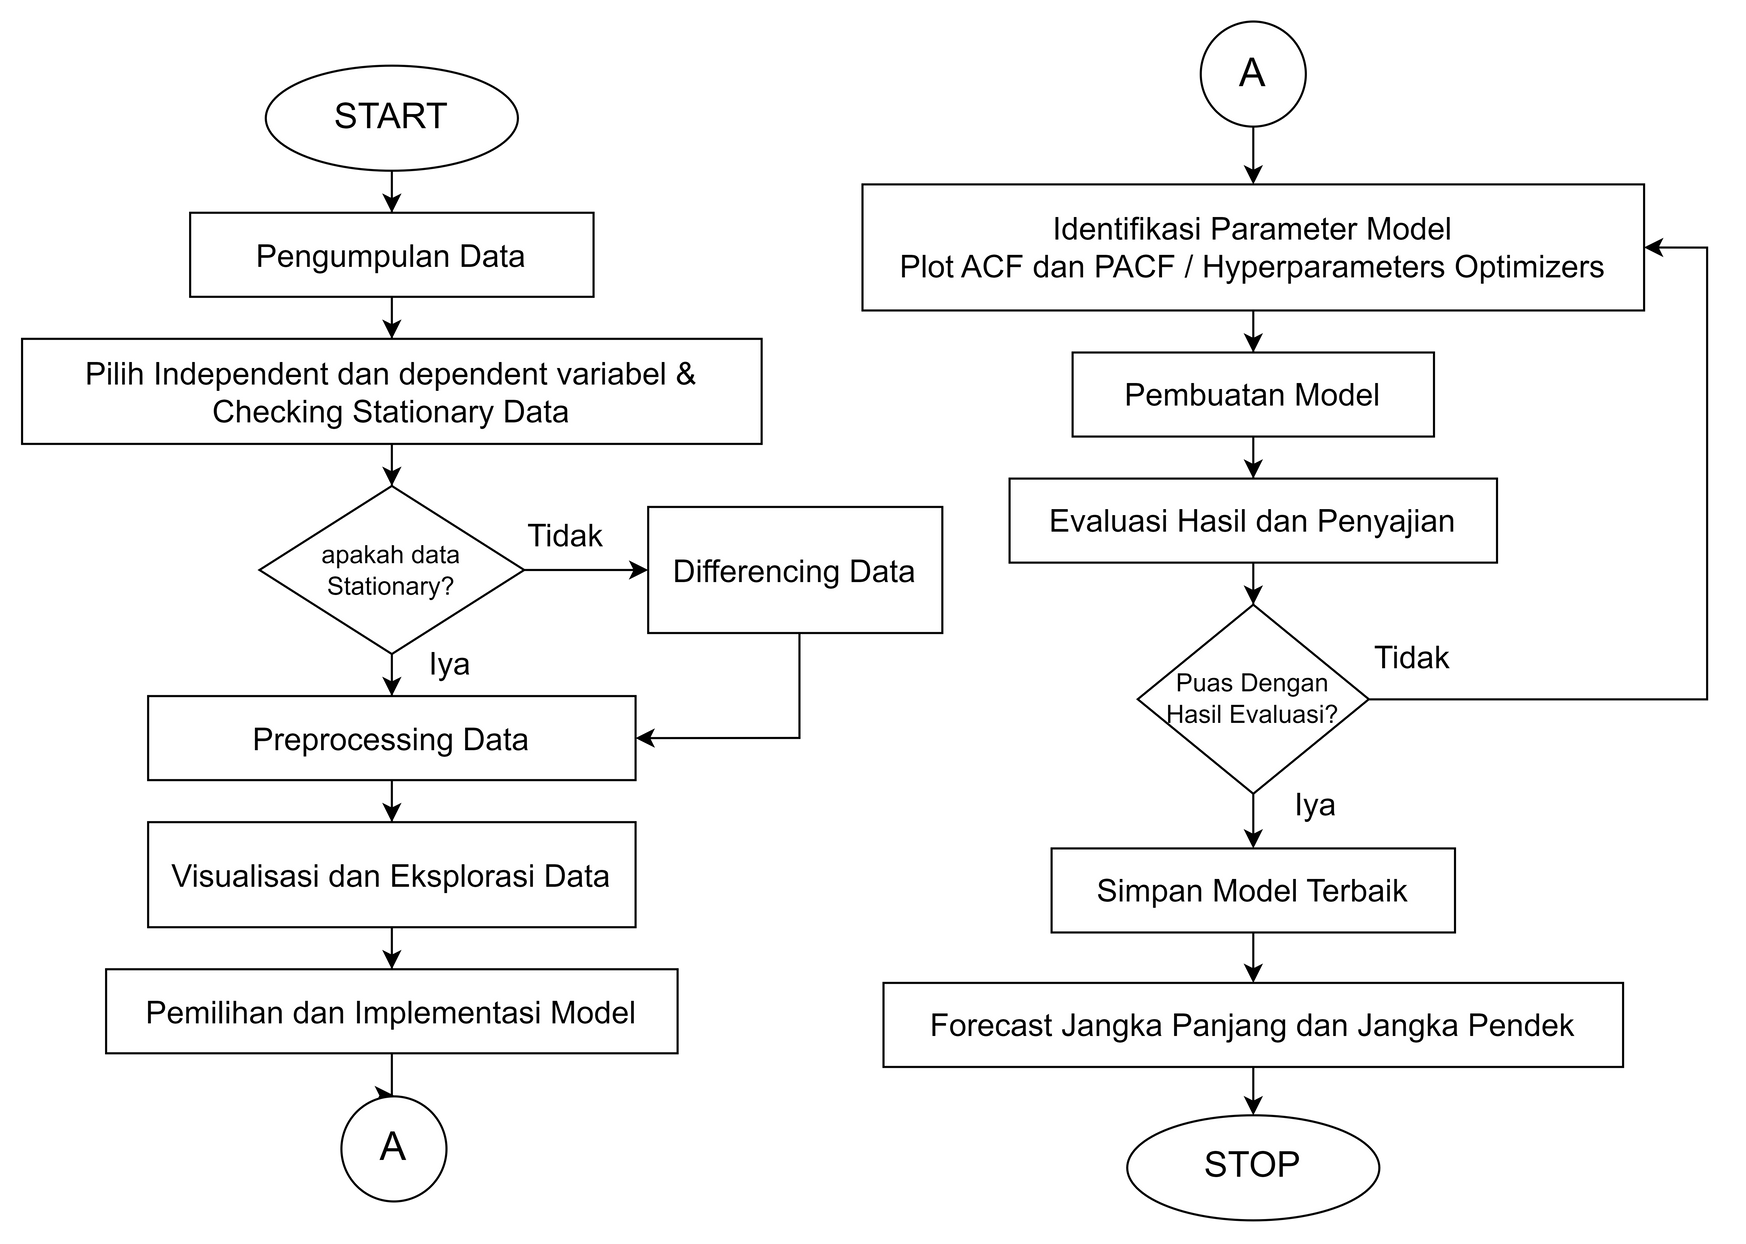 START
Pengumpulan Data
Pilih Independent dan dependent variabel &
Checking Stationary Data
apakah data
Stationary?
Tidak
Differencing Data
Iya
Preprocessing Data
Visualisasi dan Eksplorasi Data
Pemilihan dan Implementasi Model
A
A
Identifikasi Parameter Model
Plot ACF dan PACF / Hyperparameters Optimizers
Pembuatan Model
Evaluasi Hasil dan Penyajian
Puas Dengan
Hasil Evaluasi?
Tidak
Iya
Simpan Model Terbaik
Forecast Jangka Panjang dan Jangka Pendek
STOP